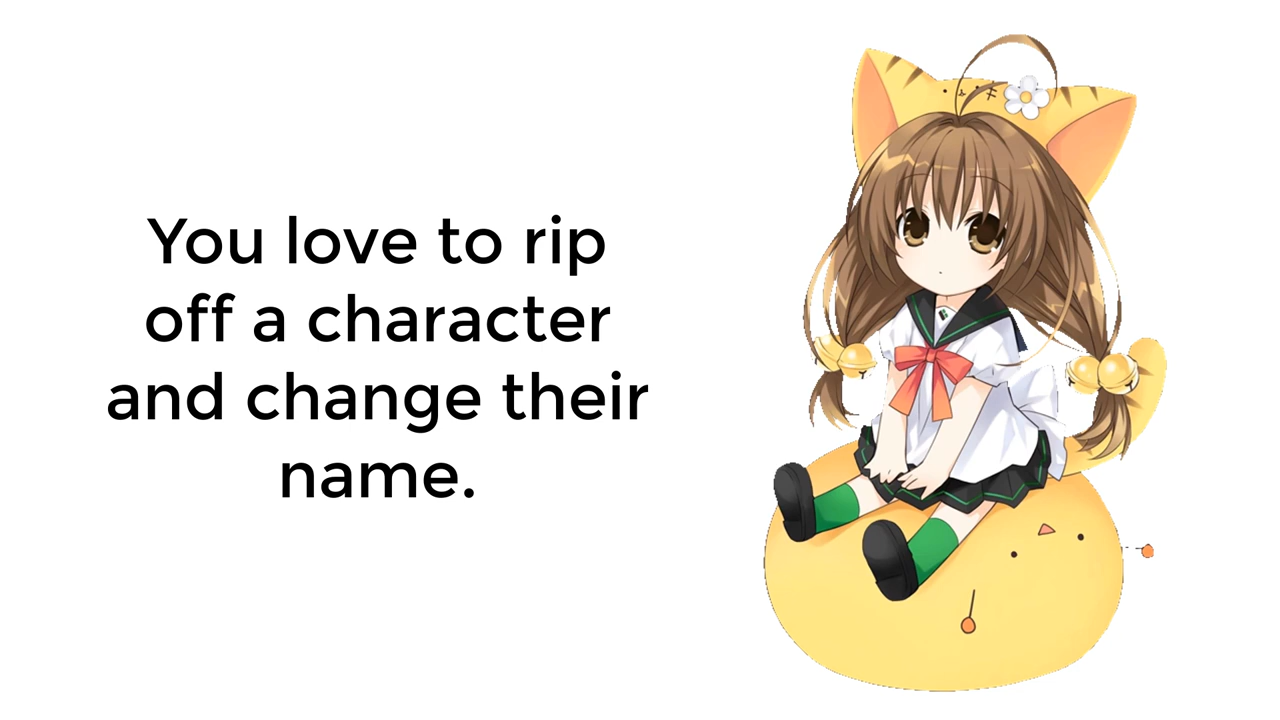 You love to rip
off a character
and change their
name.